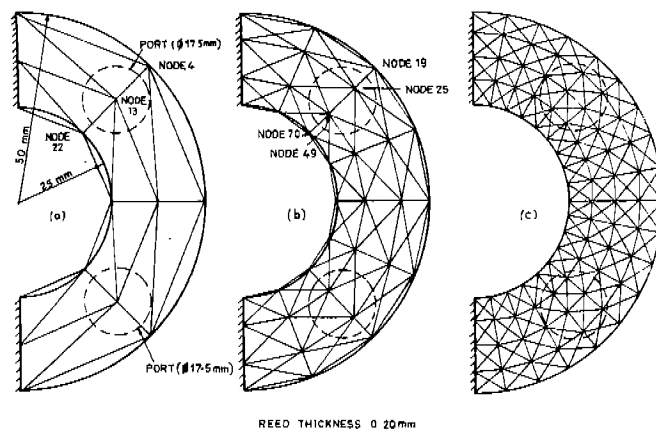 PORT (ϕ17.5mm)
NODE 4
NODE 13
NODE 22
50 mm
25 mm
(a)
PORT (ϕ17.5mm)
NODE 19
NODE 25
NODE 70
NODE 49
(b)
(c)
REED THICKNESS 0.20mm